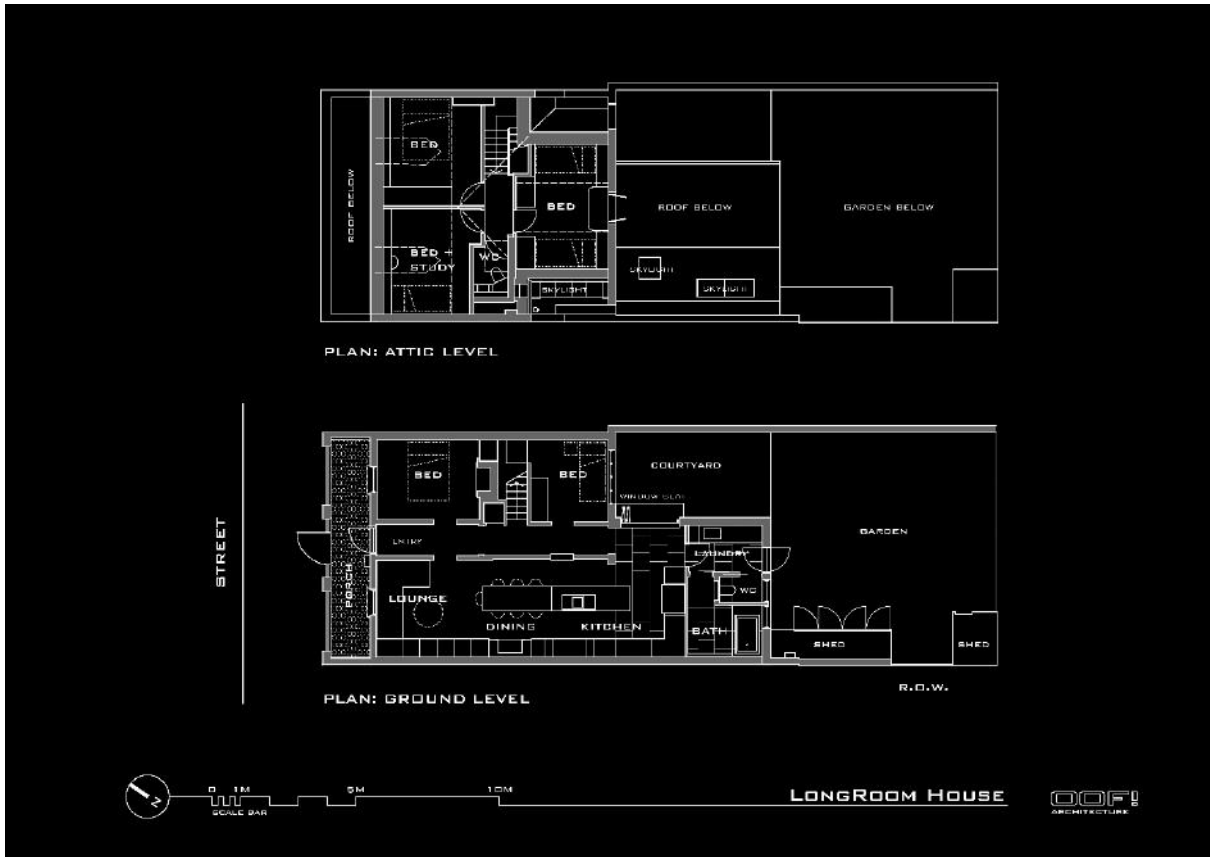 BED
ROOF BELOW
BED
ROOF BELOW
GARDEN BELOW
BED +
STUDY
WC
SKYLIGHT
SKYLIGHT
SKYLIGHT
PLAN: ATTIC LEVEL
STREET
BED
BED
COURTYARD
WINDOW SEAT
ENTRY
LAUNDRY
GARDEN
PORCH
LOUNGE
WC
DINING
KITCHEN
BATH
SHED
SHED
R.O.W.
PLAN: GROUND LEVEL
0 1M 5M 10M
SCALE BAR
Z
LONGROOM HOUSE
OOF!
ARCHITECTURE